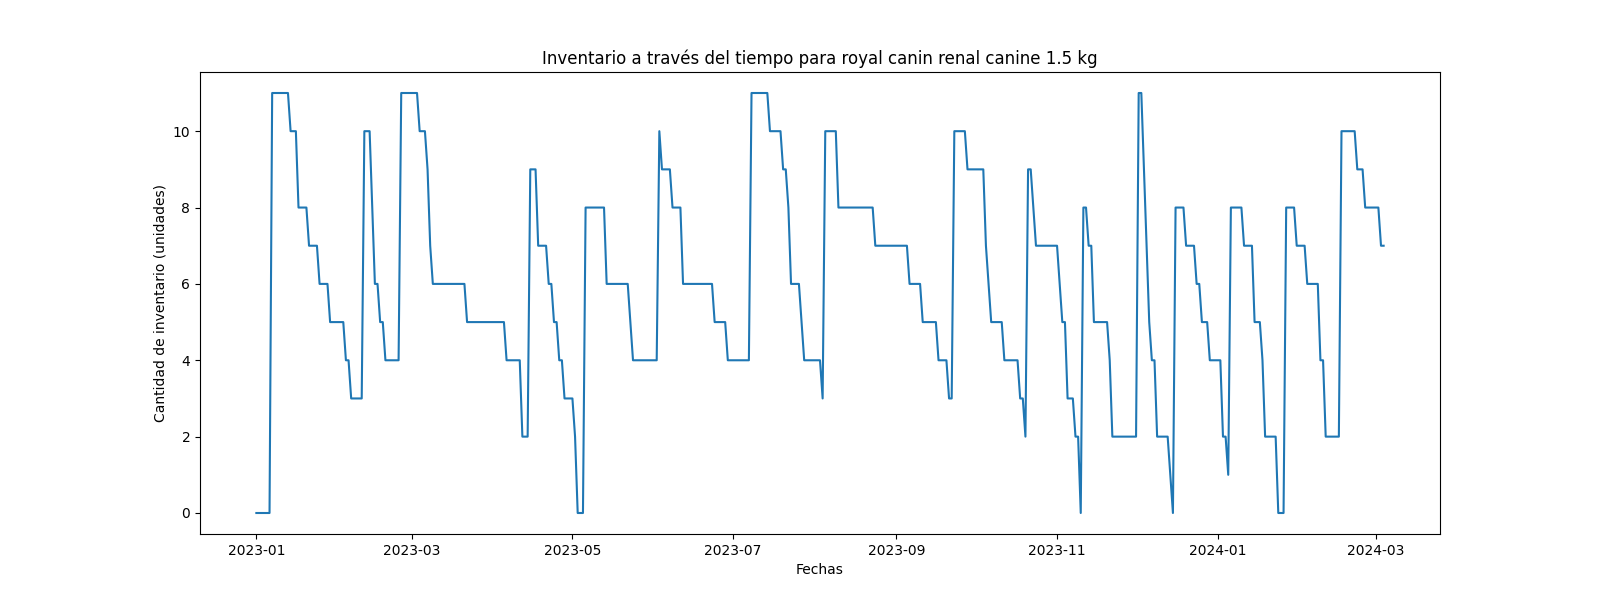 Inventario a través del tiempo para royal canin renal canine 1.5 kg
Cantidad de inventario (unidades)
10
8
6
4
2
0
2023-01 2023-03 2023-05 2023-07 2023-09 2023-11 2024-01 2024-03
Fechas